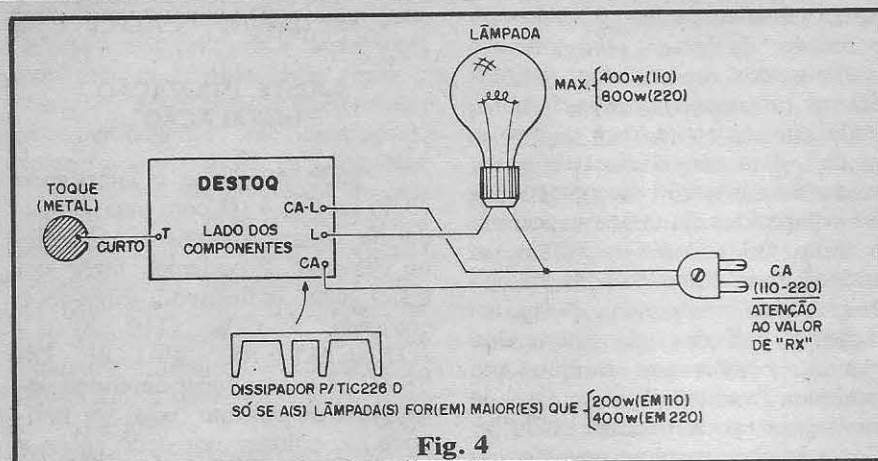 LÂMPADA
MAX. 400w(110)
800w(220)
TOQUE
(METAL)
CURTO
T
DESTOQ
LADO DOS
COMPONENTES
CA-L
L
CA
CA
(110-220)
ATENÇÃO
AO VALOR
DE "RX"
DISSIPADOR P/TIC226 D
SÓ SE A(S) LÂMPADA(S) FOR(EM) MAIOR(ES) QUE 200w(EM 110)
400w(EM 220)
Fig. 4